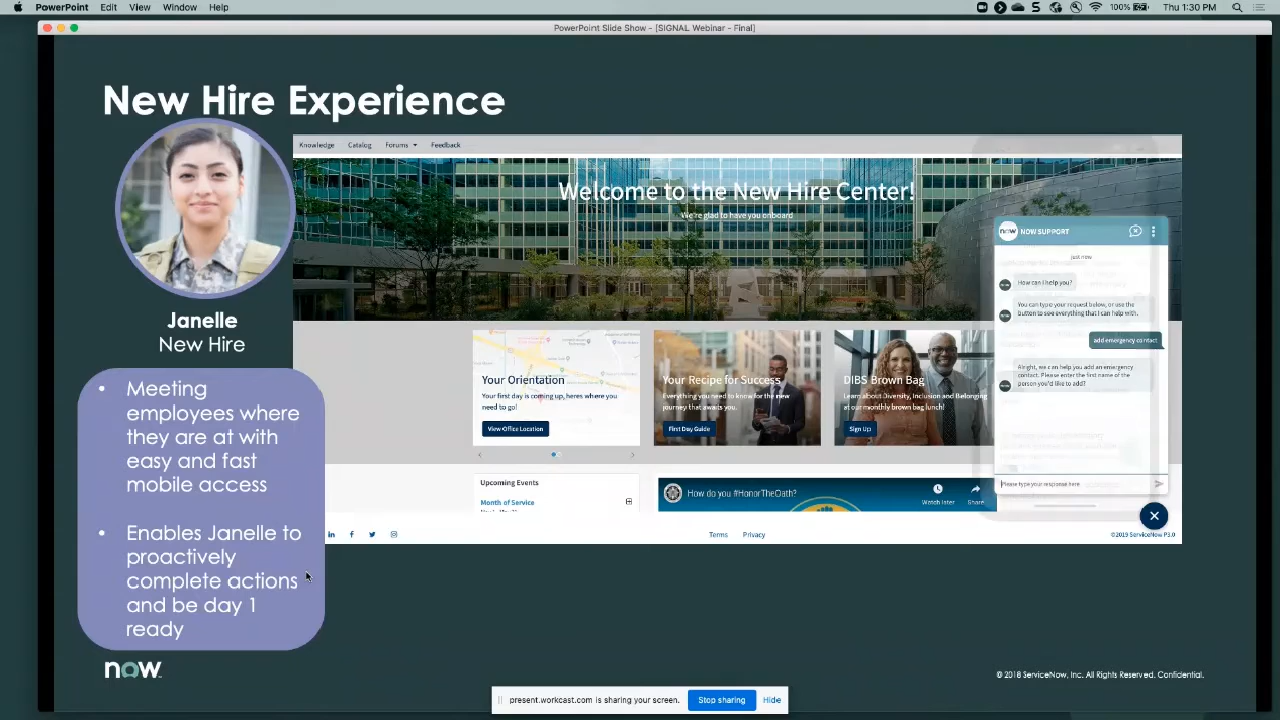 PowerPoint Edit View Window Help
100% Thu 1:30 PM
PowerPoint Slide Show - [SIGNAL Webinar - Final]
New Hire Experience
Janelle
New Hire
• Meeting
employees where
they are at with
easy and fast
mobile access
• Enables Janelle to
proactively
complete actions
and be day 1
ready
Knowledge Catalog Forums Feedback
Welcome to the New Hire Center!
We're glad to have you onboard
Your Orientation
Your first day is coming up, heres where you
need to go!
View Office Location
Your Recipe for Success
Everything you need to know for the new
journey that awaits you.
First Day Guide
DIBS Brown Bag
Learn about Diversity, Inclusion and Belonging
at our monthly brown bag lunch!
Sign Up
Upcoming Events
Month of Service
How do you #HonorTheOath?
Watch later Share
now NOW SUPPORT
just now
How can I help you?
You can type your request below, or use the
button to see everything that I can help with.
add emergency contact
Alright, we can help you add an emergency
contact. Please enter the first name of the
person you'd like to add?
Please type your response here
Terms Privacy
©2019 ServiceNow P3.0
now
© 2018 ServiceNow, Inc. All Rights Reserved. Confidential.
present.workcast.com is sharing your screen. Stop sharing Hide